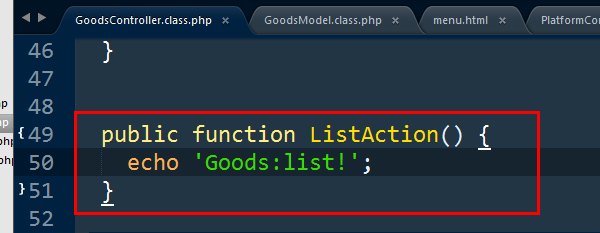 GoodsController.class.php × GoodsModel.class.php × menu.html × PlatformCo
46 }
47
48
{ 49 public function ListAction() {
50 echo 'Goods:list!';
} 51 }
52